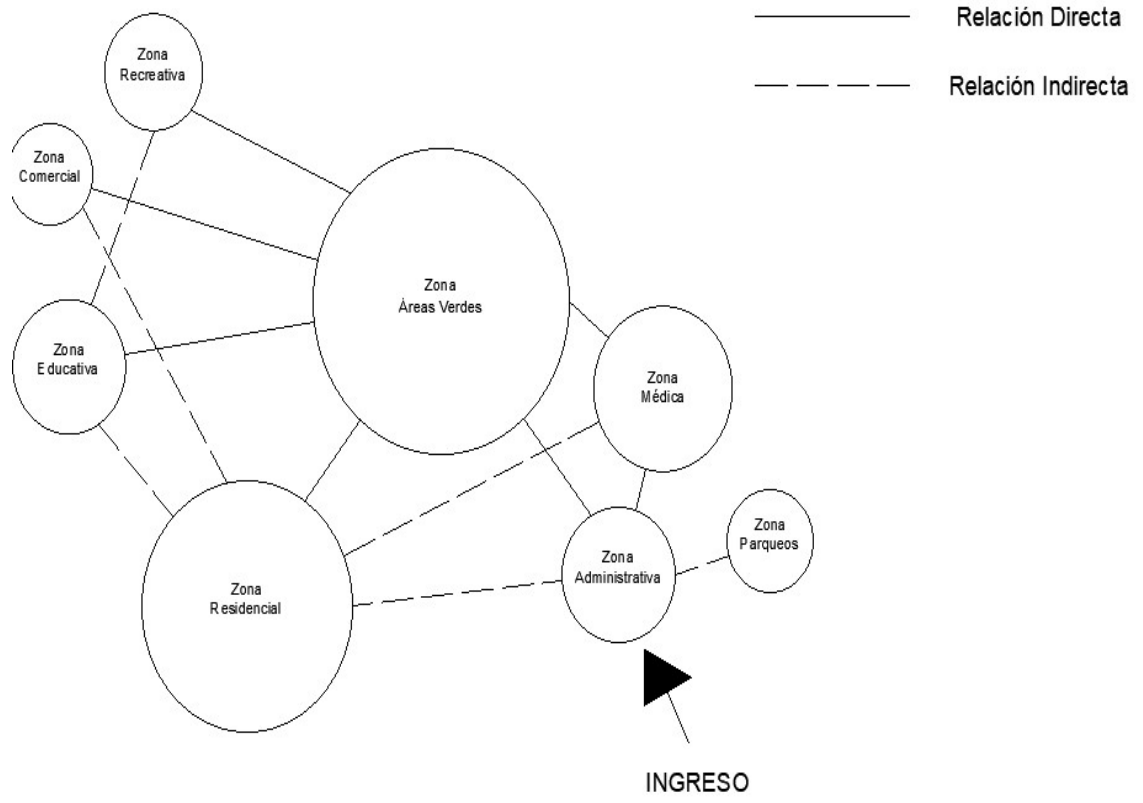 Relación Directa
Relación Indirecta
Zona
Recreativa
Zona
Comercial
Zona
Áreas Verdes
Zona
Educativa
Zona
Médica
Zona
Parqueos
Zona
Administrativa
Zona
Residencial
INGRESO